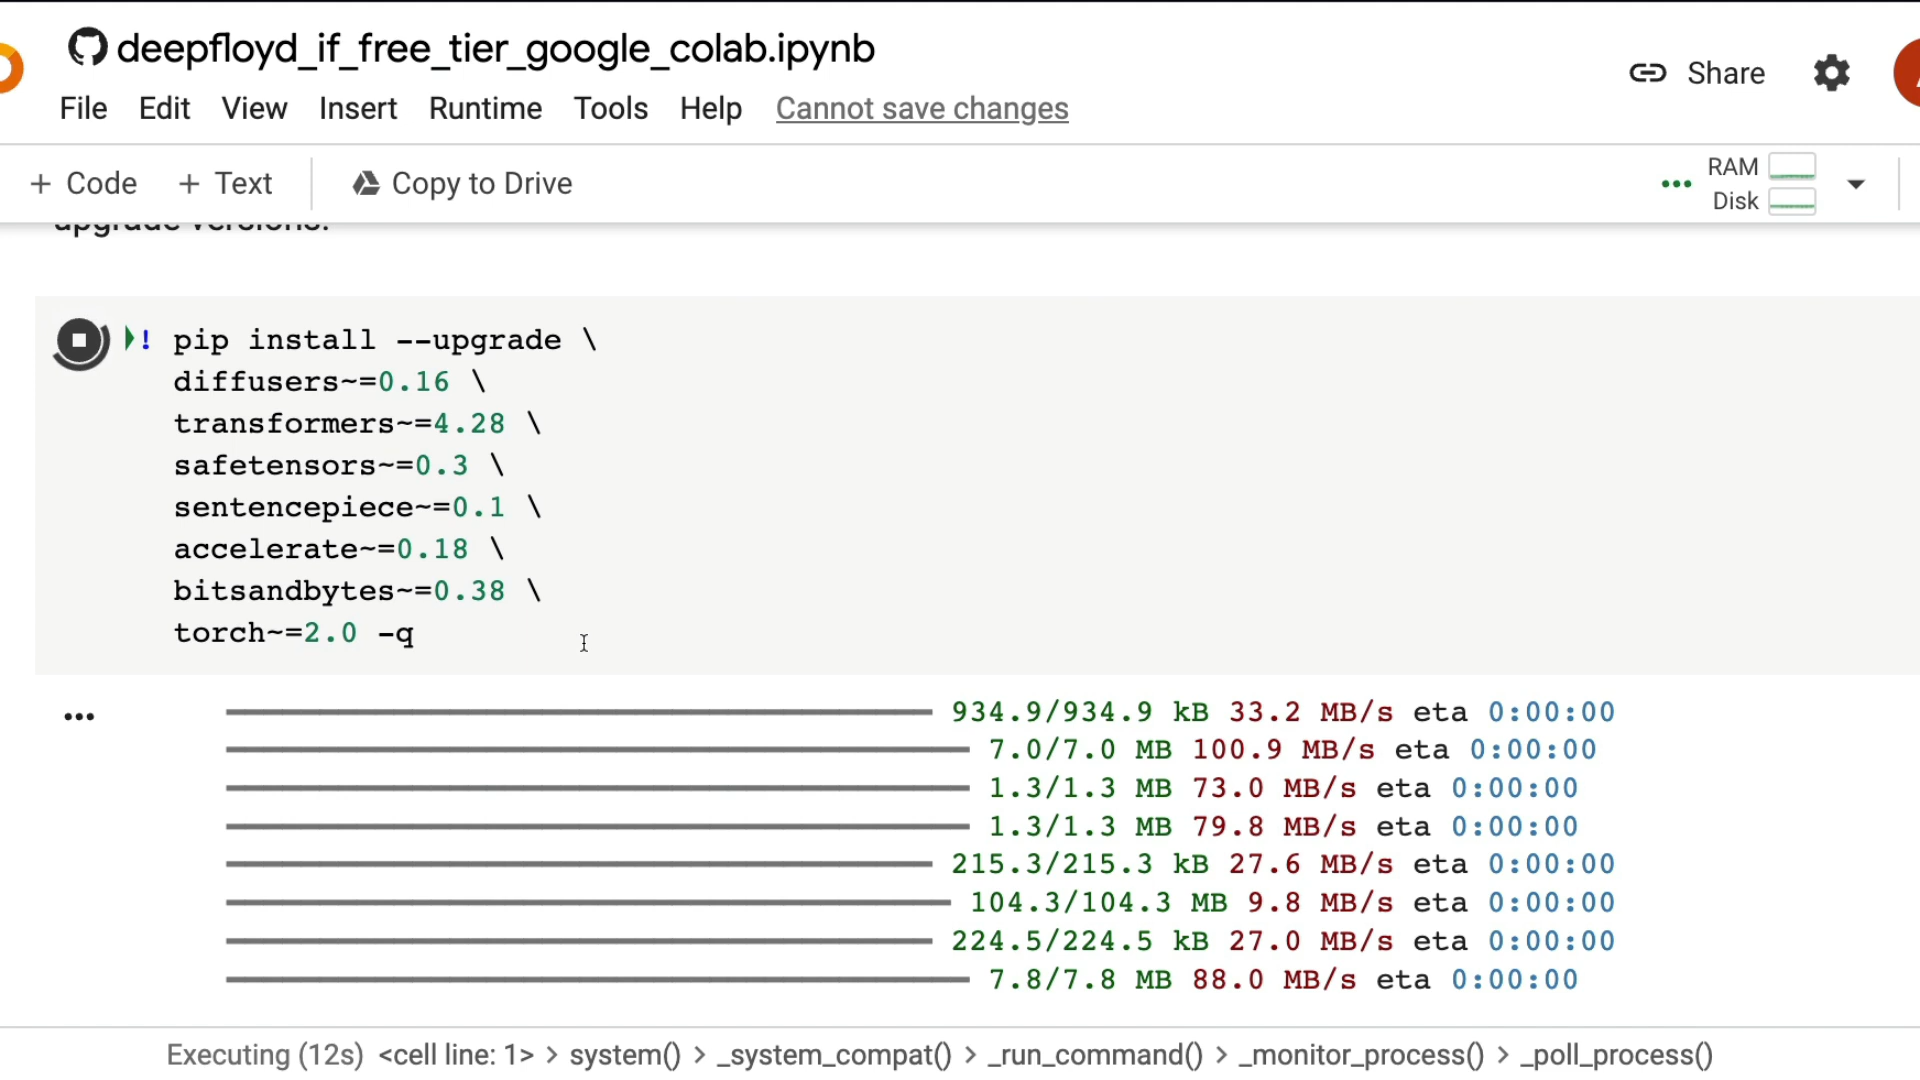 deepfloyd_if_free_tier_google_colab.ipynb
Share
File Edit View Insert Runtime Tools Help Cannot save changes
+ Code + Text Copy to Drive
RAM
Disk
upgrade versions.
! pip install --upgrade \
diffusers~=0.16 \
transformers~=4.28 \
safetensors~=0.3 \
sentencepiece~=0.1 \
accelerate~=0.18 \
bitsandbytes~=0.38 \
torch~=2.0 -q
934.9/934.9 kB 33.2 MB/s eta 0:00:00
7.0/7.0 MB 100.9 MB/s eta 0:00:00
1.3/1.3 MB 73.0 MB/s eta 0:00:00
1.3/1.3 MB 79.8 MB/s eta 0:00:00
215.3/215.3 kB 27.6 MB/s eta 0:00:00
104.3/104.3 MB 9.8 MB/s eta 0:00:00
224.5/224.5 kB 27.0 MB/s eta 0:00:00
7.8/7.8 MB 88.0 MB/s eta 0:00:00
Executing (12s) <cell line: 1> > system() > _system_compat() > _run_command() > _monitor_process() > _poll_process()